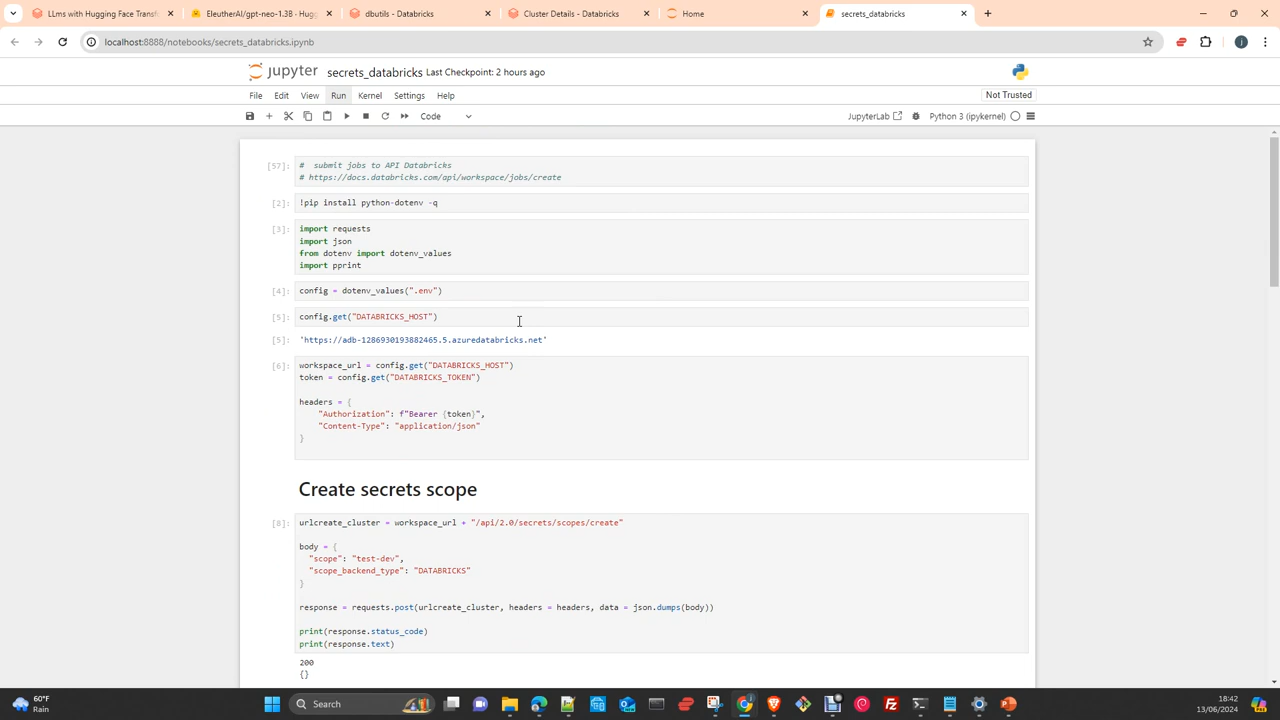 LLms with Hugging Face Transf
EleutherAI/gpt-neo-1.3B · Hugg
dbutils - Databricks
Cluster Details - Databricks
Home
secrets_databricks
localhost:8888/notebooks/secrets_databricks.ipynb
jupyter secrets_databricks Last Checkpoint: 2 hours ago
File Edit View Run Kernel Settings Help
Not Trusted
Code
JupyterLab
Python 3 (ipykernel)
[57]: # submit jobs to API Databricks
# https://docs.databricks.com/api/workspace/jobs/create
[2]: !pip install python-dotenv -q
[3]: import requests
import json
from dotenv import dotenv_values
import pprint
[4]: config = dotenv_values(".env")
[5]: config.get("DATABRICKS_HOST")
[5]: 'https://adb-1286930193882465.5.azuredatabricks.net'
[6]: workspace_url = config.get("DATABRICKS_HOST")
token = config.get("DATABRICKS_TOKEN")
headers = {
"Authorization": f"Bearer {token}",
"Content-Type": "application/json"
}
Create secrets scope
[8]: urlcreate_cluster = workspace_url + "/api/2.0/secrets/scopes/create"
body = {
"scope": "test-dev",
"scope_backend_type": "DATABRICKS"
}
response = requests.post(urlcreate_cluster, headers = headers, data = json.dumps(body))
print(response.status_code)
print(response.text)
200
{}
60°F
Rain
Search
18:42
13/06/2024